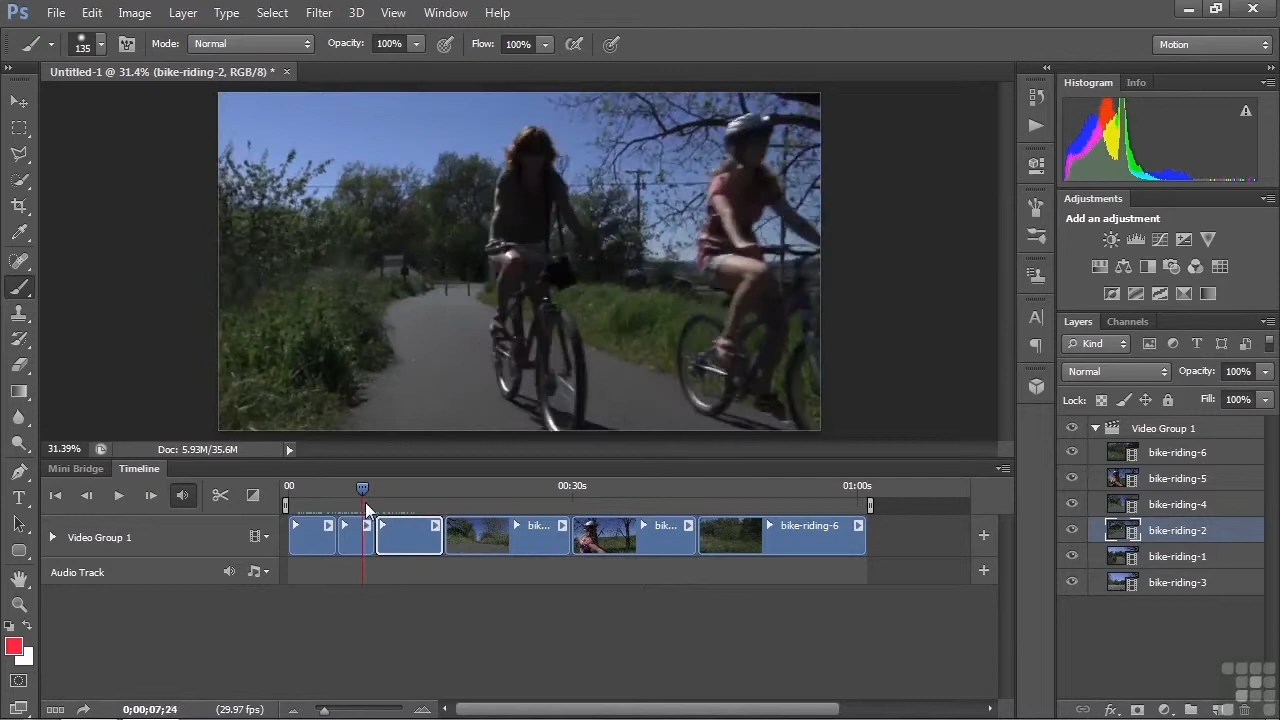 Ps File Edit Image Layer Type Select Filter 3D View Window Help
135 Mode: Normal Opacity: 100% Flow: 100% Motion
Untitled-1 @ 31.4% (bike-riding-2, RGB/8) * ×
Histogram Info
Adjustments
Add an adjustment
Layers Channels
Kind
Normal Opacity: 100%
Lock: Fill: 100%
Video Group 1
bike-riding-6
bike-riding-5
bike-riding-4
bike-riding-2
bike-riding-1
bike-riding-3
31.39% Doc: 5.93M/35.6M
Mini Bridge Timeline
00 00:30s 01:00s
Video Group 1 bik... bik... bike-riding-6
Audio Track
0;00;07;24 (29.97 fps)